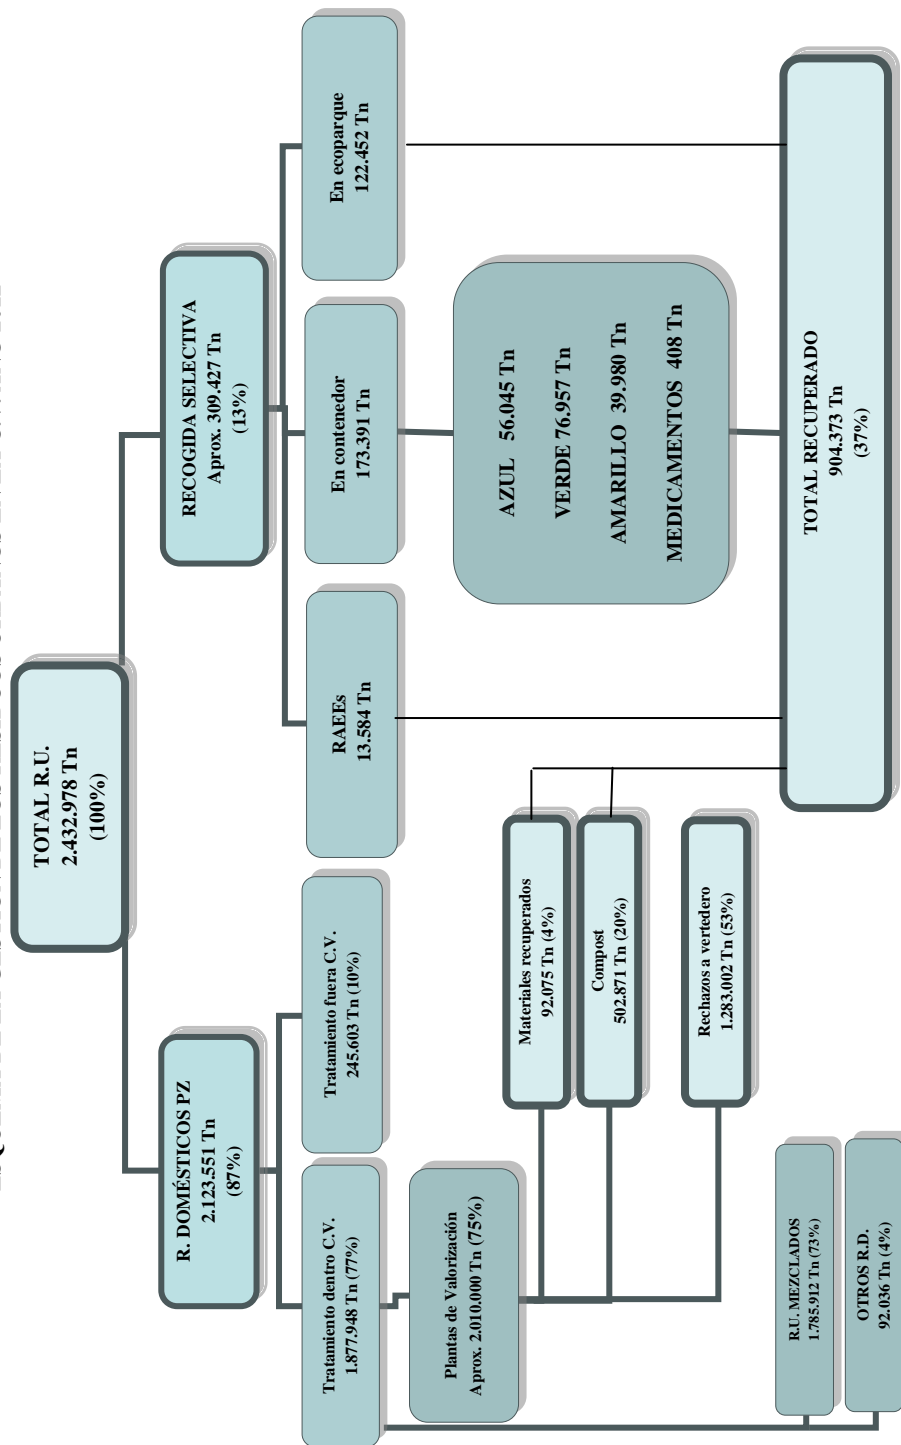 TOTAL R.U.
2.432.978 Tn
(100%)
R. DOMÉSTICOS PZ
2.123.551 Tn
(87%)
RECOGIDA SELECTIVA
Aprox. 309.427 Tn
(13%)
Tratamiento dentro C.V.
1.877.948 Tn (77%)
Tratamiento fuera C.V.
245.603 Tn (10%)
RAEEs
13.584 Tn
En contenedor
173.391 Tn
En ecoparque
122.452 Tn
Plantas de Valorización
Aprox. 2.010.000 Tn (75%)
AZUL 56.045 Tn
VERDE 76.957 Tn
AMARILLO 39.980 Tn
MEDICAMENTOS 408 Tn
Materiales recuperados
92.075 Tn (4%)
Compost
502.871 Tn (20%)
Rechazos a vertedero
1.283.002 Tn (53%)
R.U. MEZCLADOS
1.785.912 Tn (73%)
OTROS R.D.
92.036 Tn (4%)
TOTAL RECUPERADO
904.373 Tn
(37%)